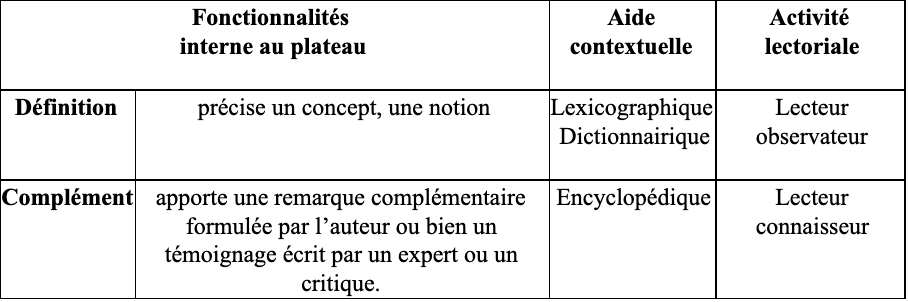 Fonctionnalités
interne au plateau
Aide
contextuelle
Activité
lectoriale
Définition
précise un concept, une notion
Lexicographique
Dictionnairique
Lecteur
observateur
Complément
apporte une remarque complémentaire
formulée par l’auteur ou bien un
témoignage écrit par un expert ou un
critique.
Encyclopédique
Lecteur
connaisseur